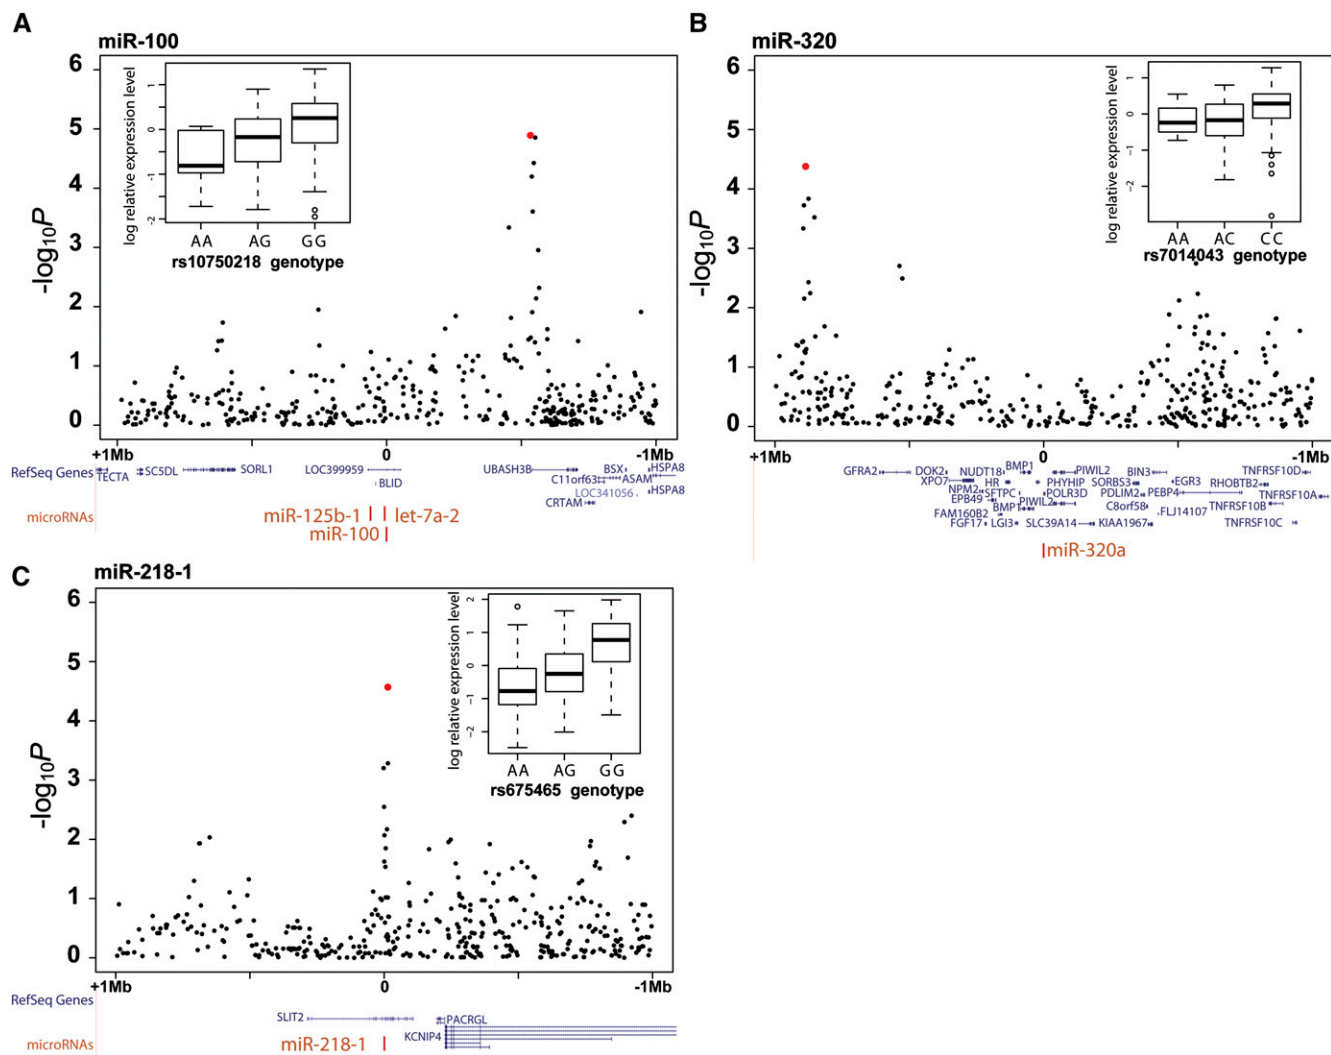 A
miR-100
6
5
4
3
2
1
0
-log10P
log relative expression level
1
0
-1
-2
AA AG GG
rs10750218 genotype
+1Mb 0 -1Mb
RefSeq Genes
TECTA
SC5DL
SORL1
LOC399959
BLID
UBASH3B
BSX
HSPA8
C11orf63
ASAM
LOC341056
HSPA8
CRTAM
microRNAs
miR-125b-1 let-7a-2
miR-100
B
miR-320
6
5
4
3
2
1
0
-log10P
log relative expression level
1
0
-1
-2
AA AC CC
rs7014043 genotype
+1Mb 0 -1Mb
GFRA2 DOK2 NUDT18 BMP1 PIWIL2 BIN3 TNFRSF10D
XPO7 HR PHYHIP SORBS3 EGR3 RHOBTB2
NPM2 SFTPC POLR3D PDLIM2 PEBP4 TNFRSF10A
EPB49 BMP1 PIWIL2 C8orf58 TNFRSF10B
FAM160B2 FLJ14107
FGF17 LGI3 SLC39A14 KIAA1967 TNFRSF10C
miR-320a
C
miR-218-1
6
5
4
3
2
1
0
-log10P
log relative expression level
2
1
0
-1
-2
AA AG GG
rs675465 genotype
+1Mb 0 -1Mb
RefSeq Genes
SLIT2
PACRGL
KCNIP4
microRNAs
miR-218-1